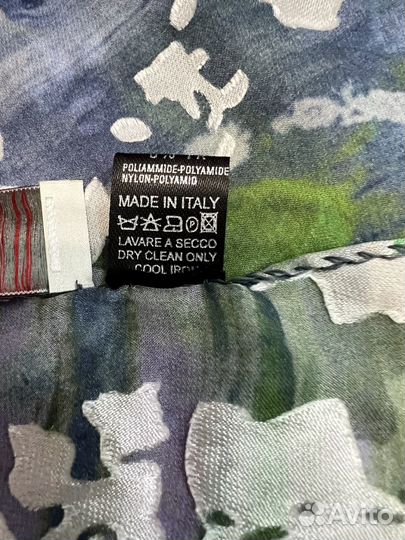 POLIAMMIDE-POLYAMIDE
NYLON-POLYAMID
MADE IN ITALY
LAVARE A SECCO
DRY CLEAN ONLY
COOL IRON
Avito